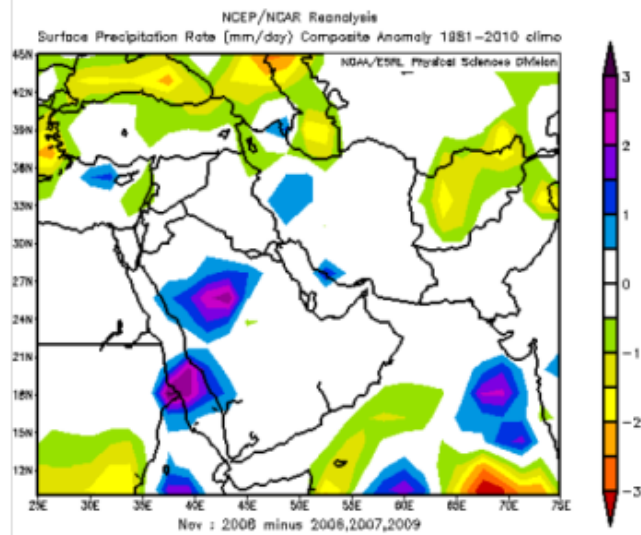 NCEP/NCAR Reanalysis
Surface Precipitation Rate (mm/day) Composite Anomaly 1981-2010 climo
NOAA/ESRL Physical Sciences Division
45N
42N
39N
36N
33N
30N
27N
24N
21N
18N
15N
12N
25E 30E 35E 40E 45E 50E 55E 60E 65E 70E 75E
Nov : 2008 minus 2006,2007,2009
3
2
1
0
-1
-2
-3